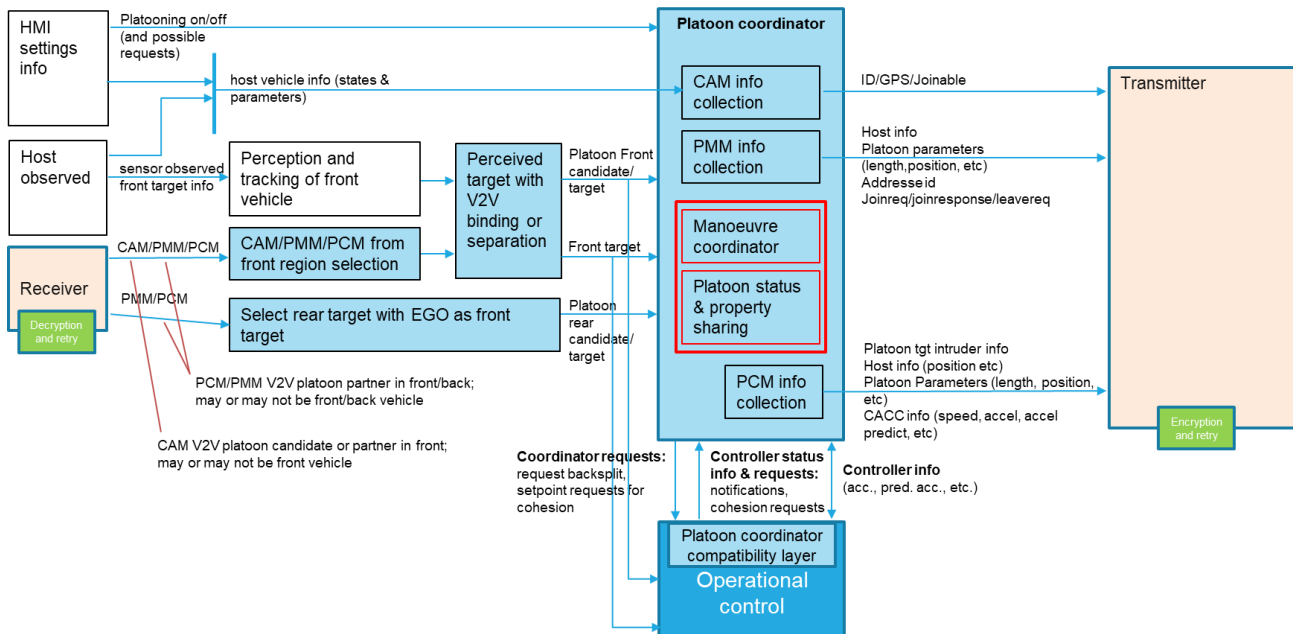 HMI
settings
info
Platooning on/off
(and possible
requests)
host vehicle info (states &
parameters)
Host
observed
sensor observed
front target info
Perception and
tracking of front
vehicle
Perceived
target with
V2V
binding or
separation
Platoon Front
candidate/
target
Receiver
Decryption
and retry
CAM/PMM/PCM
CAM/PMM/PCM from
front region selection
Front target
PMM/PCM
Select rear target with EGO as front
target
Platoon
rear
candidate/
target
PCM/PMM V2V platoon partner in front/back;
may or may not be front/back vehicle
CAM V2V platoon candidate or partner in front;
may or may not be front vehicle
Platoon coordinator
CAM info
collection
PMM info
collection
Manoeuvre
coordinator
Platoon status
& property
sharing
PCM info
collection
ID/GPS/Joinable
Host info
Platoon parameters
(length,position, etc)
Addresse id
Joinreq/joinresponse/leavereq
Platoon tgt intruder info
Host info (position etc)
Platoon Parameters (length, position,
etc)
CACC info (speed, accel, accel
predict, etc)
Transmitter
Encryption
and retry
Coordinator requests:
request backsplit,
setpoint requests for
cohesion
Controller status
info & requests:
notifications,
cohesion requests
Controller info
(acc., pred. acc., etc.)
Platoon coordinator
compatibility layer
Operational
control